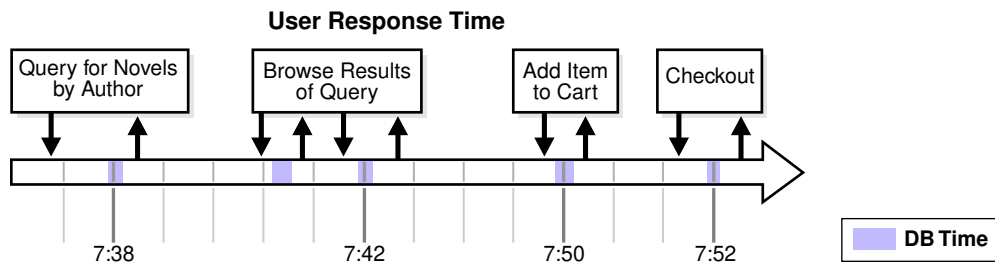 User Response Time
Query for Novels
by Author
Browse Results
of Query
Add Item
to Cart
Checkout
7:38
7:42
7:50
7:52
DB Time